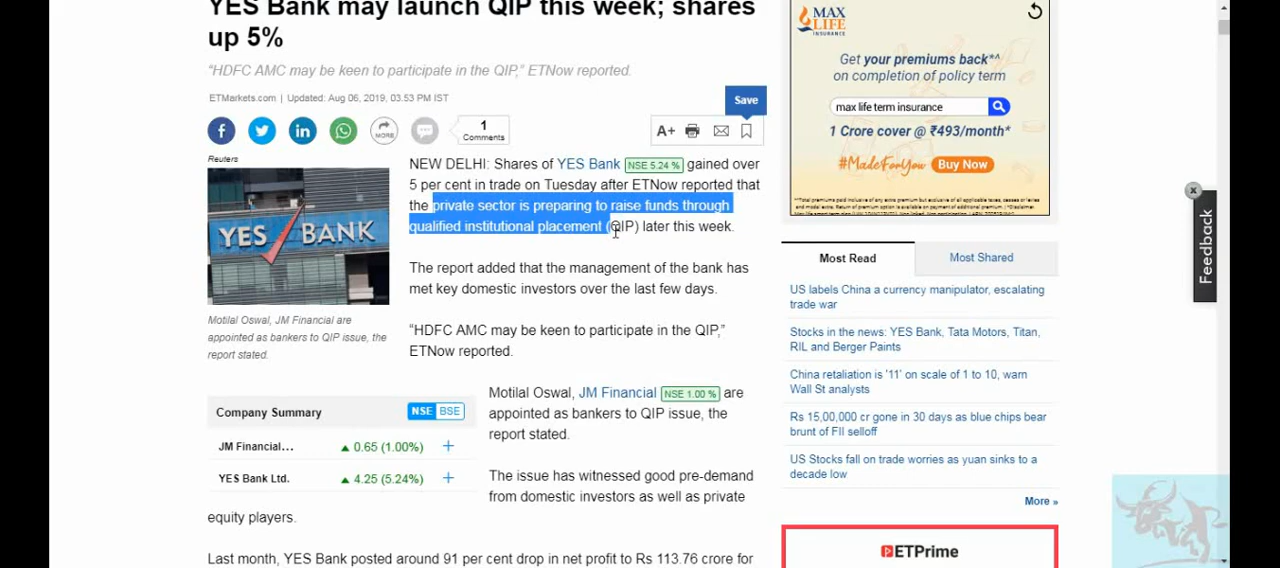 YES Bank may launch QIP this week; shares
up 5%
"HDFC AMC may be keen to participate in the QIP," ETNow reported.
ETMarkets.com | Updated: Aug 06, 2019, 03.53 PM IST
Save
MORE
1
Comments
A+
Reuters
YES BANK
Motilal Oswal, JM Financial are
appointed as bankers to QIP issue, the
report stated.
NEW DELHI: Shares of YES Bank NSE 5.24 % gained over
5 per cent in trade on Tuesday after ETNow reported that
the private sector is preparing to raise funds through
qualified institutional placement (QIP) later this week.
The report added that the management of the bank has
met key domestic investors over the last few days.
“HDFC AMC may be keen to participate in the QIP,”
ETNow reported.
Company Summary
NSE BSE
JM Financial... ▲ 0.65 (1.00%) +
YES Bank Ltd. ▲ 4.25 (5.24%) +
Motilal Oswal, JM Financial NSE 1.00 % are
appointed as bankers to QIP issue, the
report stated.
The issue has witnessed good pre-demand
from domestic investors as well as private
equity players.
Last month, YES Bank posted around 91 per cent drop in net profit to Rs 113.76 crore for
MAX
LIFE
INSURANCE
Get your premiums back*^
on completion of policy term
max life term insurance
1 Crore cover @ ₹493/month*
#MadeForYou Buy Now
Most Read
Most Shared
US labels China a currency manipulator, escalating
trade war
Stocks in the news: YES Bank, Tata Motors, Titan,
RIL and Berger Paints
China retaliation is '11' on scale of 1 to 10, warn
Wall St analysts
Rs 15,00,000 cr gone in 30 days as blue chips bear
brunt of FII selloff
US Stocks fall on trade worries as yuan sinks to a
decade low
More »
ETPrime
Feedback